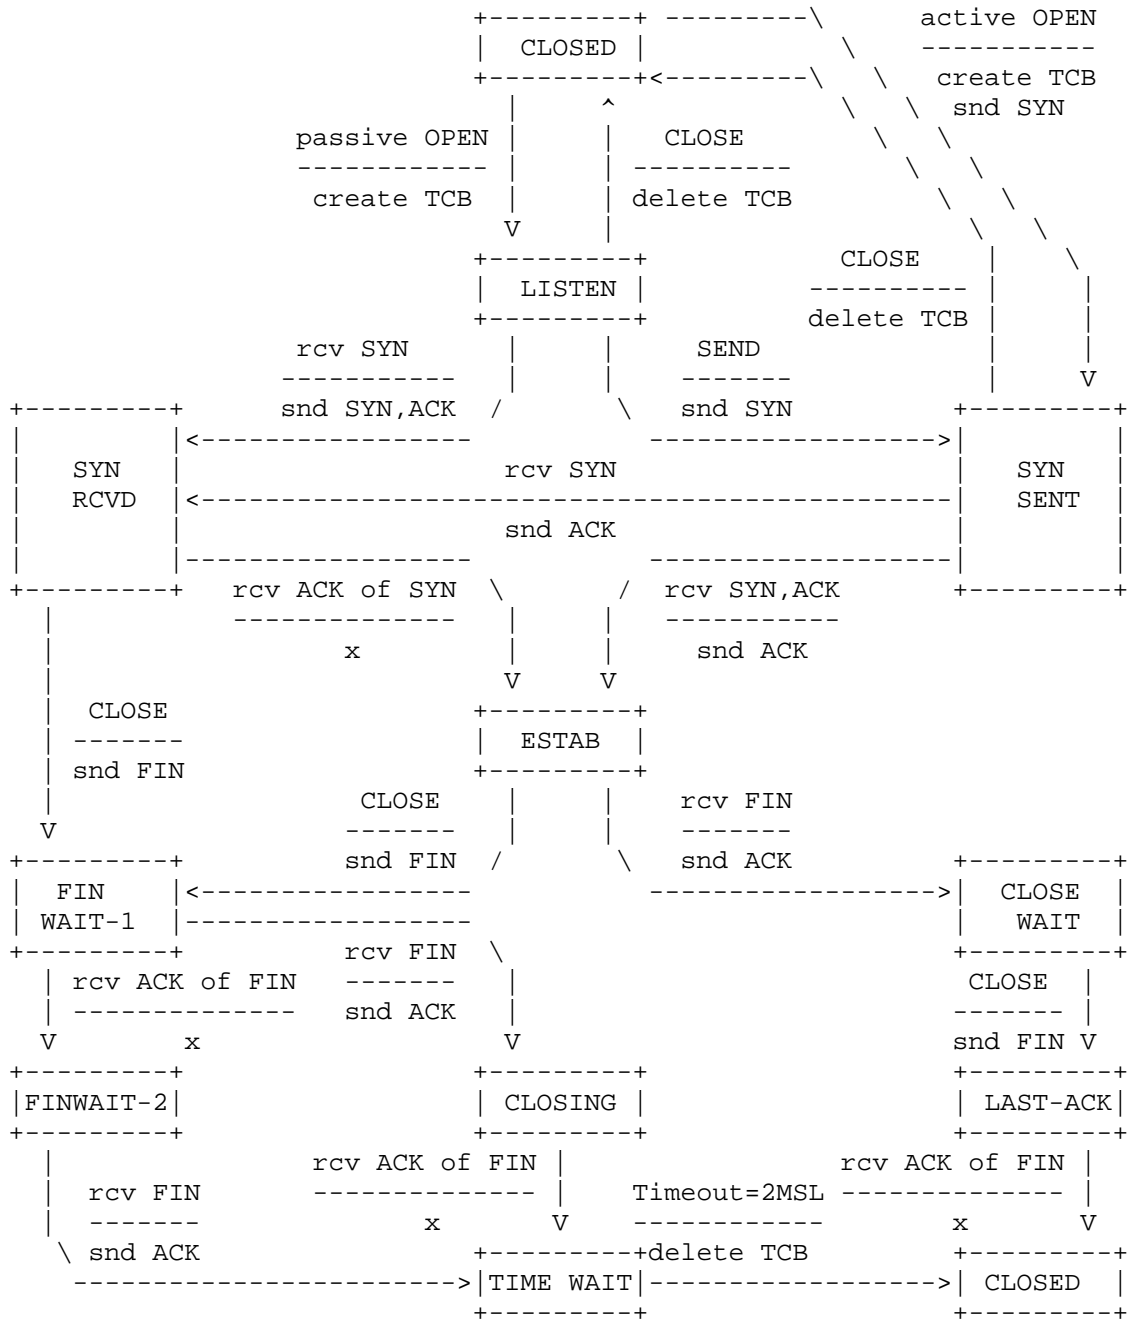 active OPEN
CLOSED
create TCB
snd SYN
passive OPEN CLOSE
create TCB delete TCB
CLOSE
LISTEN
delete TCB
rcv SYN SEND
snd SYN,ACK snd SYN
SYN rcv SYN SYN
RCVD SENT
snd ACK
rcv ACK of SYN rcv SYN,ACK
x snd ACK
CLOSE
ESTAB
snd FIN
CLOSE rcv FIN
snd FIN snd ACK
FIN CLOSE
WAIT-1 WAIT
rcv FIN
rcv ACK of FIN CLOSE
snd ACK
x snd FIN
FINWAIT-2 CLOSING LAST-ACK
rcv ACK of FIN rcv ACK of FIN
rcv FIN Timeout=2MSL
x x
snd ACK delete TCB
TIME WAIT CLOSED